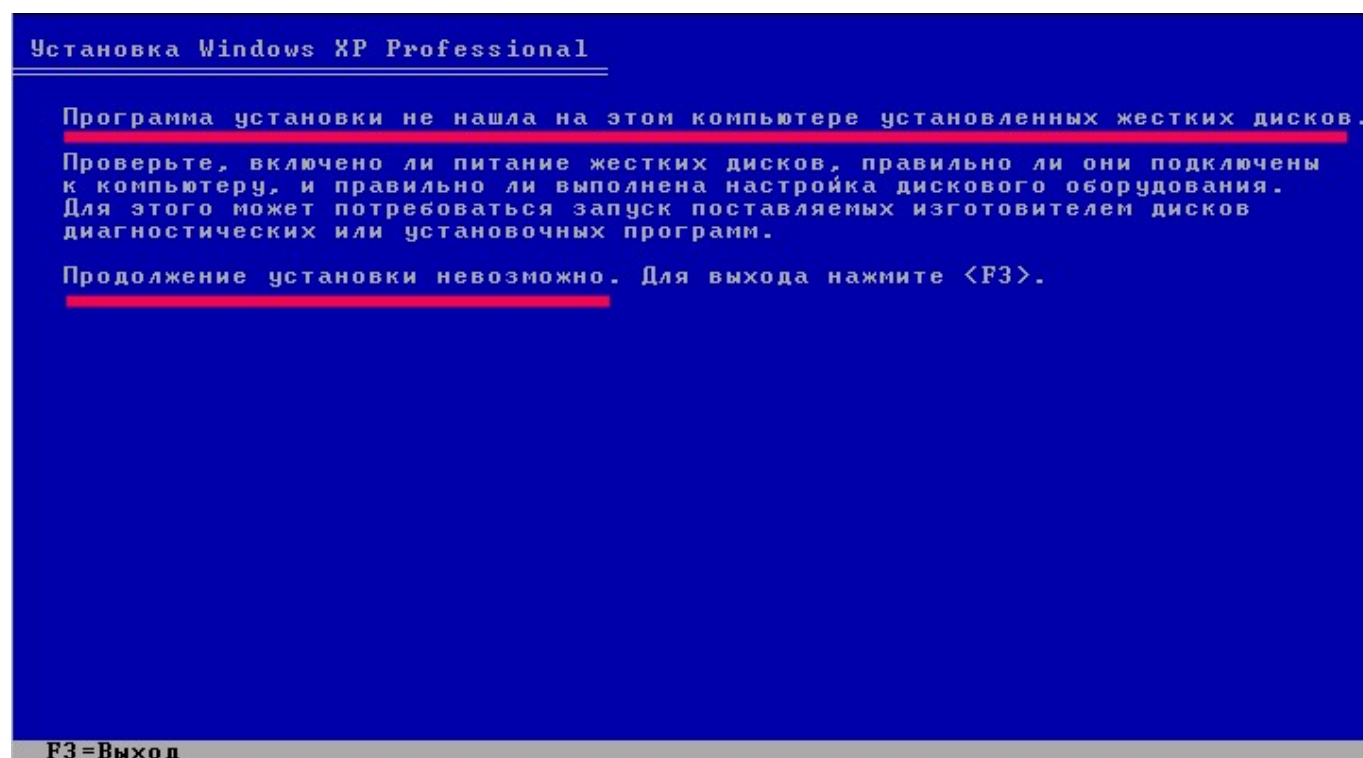 Установка Windows XP Professional
Программа установки не нашла на этом компьютере установленных жестких дисков.
Проверьте, включено ли питание жестких дисков, правильно ли они подключены
к компьютеру, и правильно ли выполнена настройка дискового оборудования.
Для этого может потребоваться запуск поставляемых изготовителем дисков
диагностических или установочных программ.
Продолжение установки невозможно. Для выхода нажмите <F3>.
F3=Выход